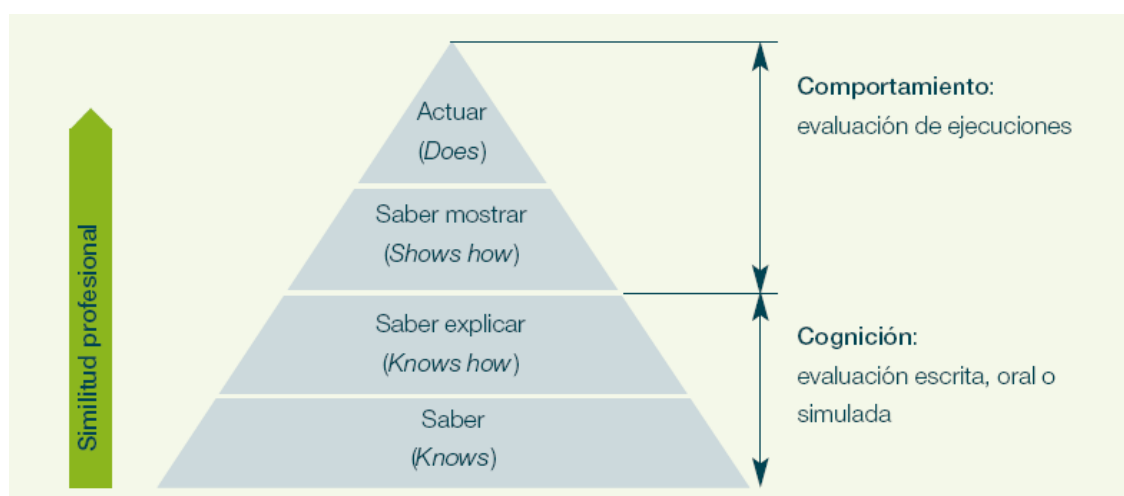 Similitud profesional
Actuar
(Does)
Saber mostrar
(Shows how)
Saber explicar
(Knows how)
Saber
(Knows)
Comportamiento:
evaluación de ejecuciones
Cognición:
evaluación escrita, oral o
simulada